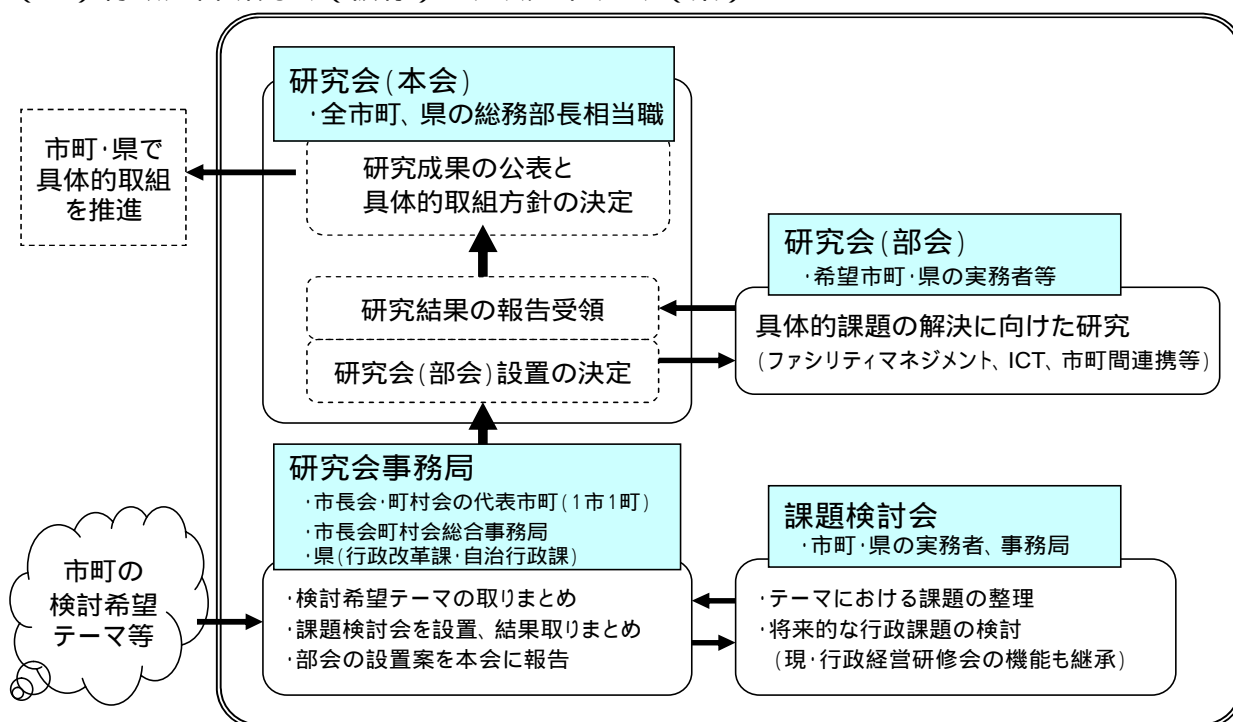 研究会(本会)
・全市町、県の総務部長相当職
研究成果の公表と
具体的取組方針の決定
市町・県で
具体的取組
を推進
研究結果の報告受領
研究会(部会)設置の決定
研究会(部会)
・希望市町・県の実務者等
具体的課題の解決に向けた研究
(ファシリティマネジメント、ICT、市町間連携等)
研究会事務局
・市長会・町村会の代表市町(1市1町)
・市長会町村会総合事務局
・県(行政改革課・自治行政課)
・検討希望テーマの取りまとめ
・課題検討会を設置、結果取りまとめ
・部会の設置案を本会に報告
市町の
検討希望
テーマ等
課題検討会
・市町・県の実務者、事務局
・テーマにおける課題の整理
・将来的な行政課題の検討
(現・行政経営研修会の機能も継承)